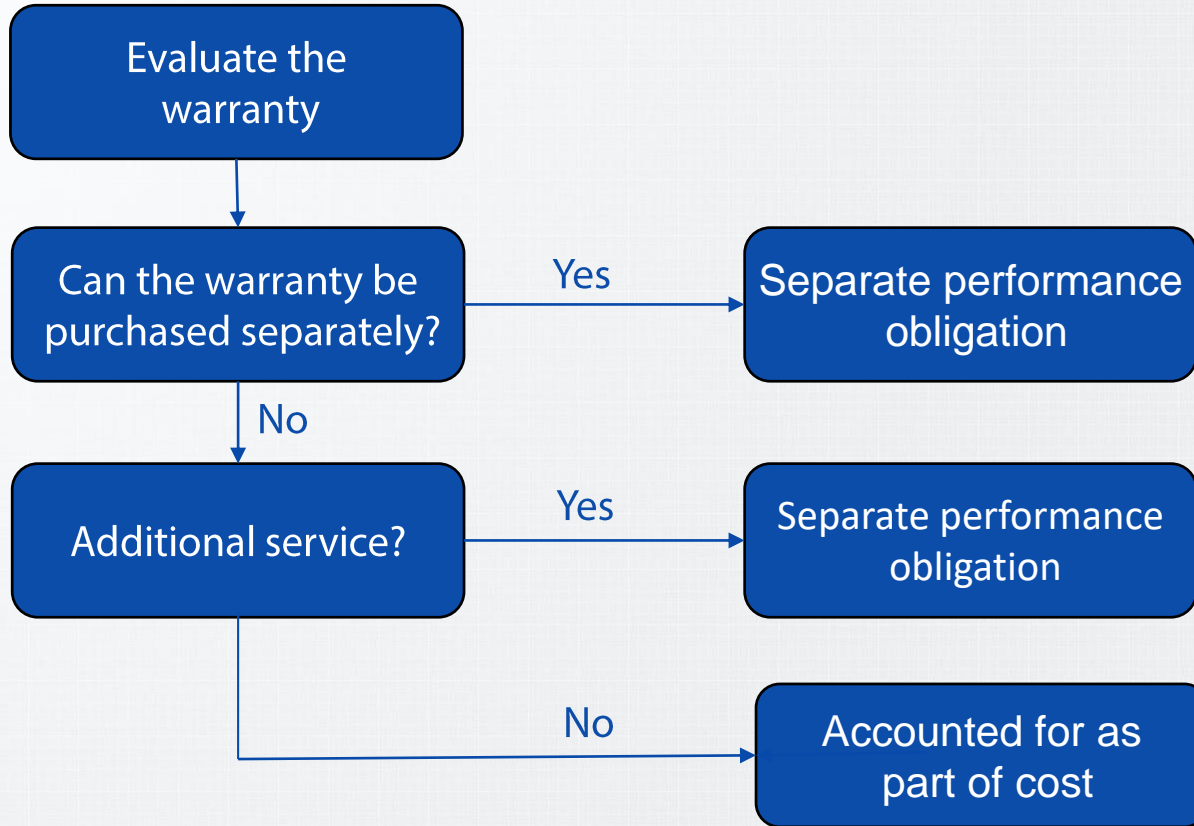 Evaluate the
warranty
Can the warranty be
purchased separately?
Yes
Separate performance
obligation
No
Additional service?
Yes
Separate performance
obligation
No
Accounted for as
part of cost